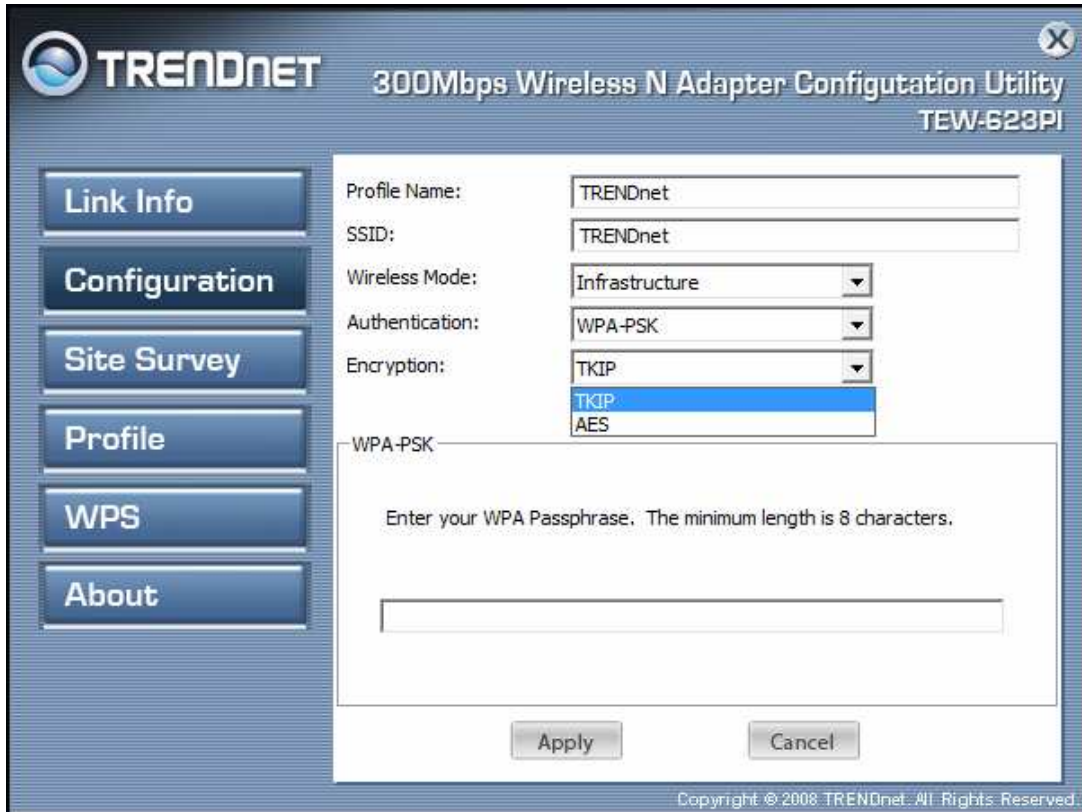 TRENDnet
300Mbps Wireless N Adapter Configutation Utility
TEW-623PI
Link Info
Configuration
Site Survey
Profile
WPS
About
Profile Name:
TRENDnet
SSID:
TRENDnet
Wireless Mode:
Infrastructure
Authentication:
WPA-PSK
Encryption:
TKIP
TKIP
AES
WPA-PSK
Enter your WPA Passphrase. The minimum length is 8 characters.
Apply
Cancel
Copyright © 2008 TRENDnet. All Rights Reserved